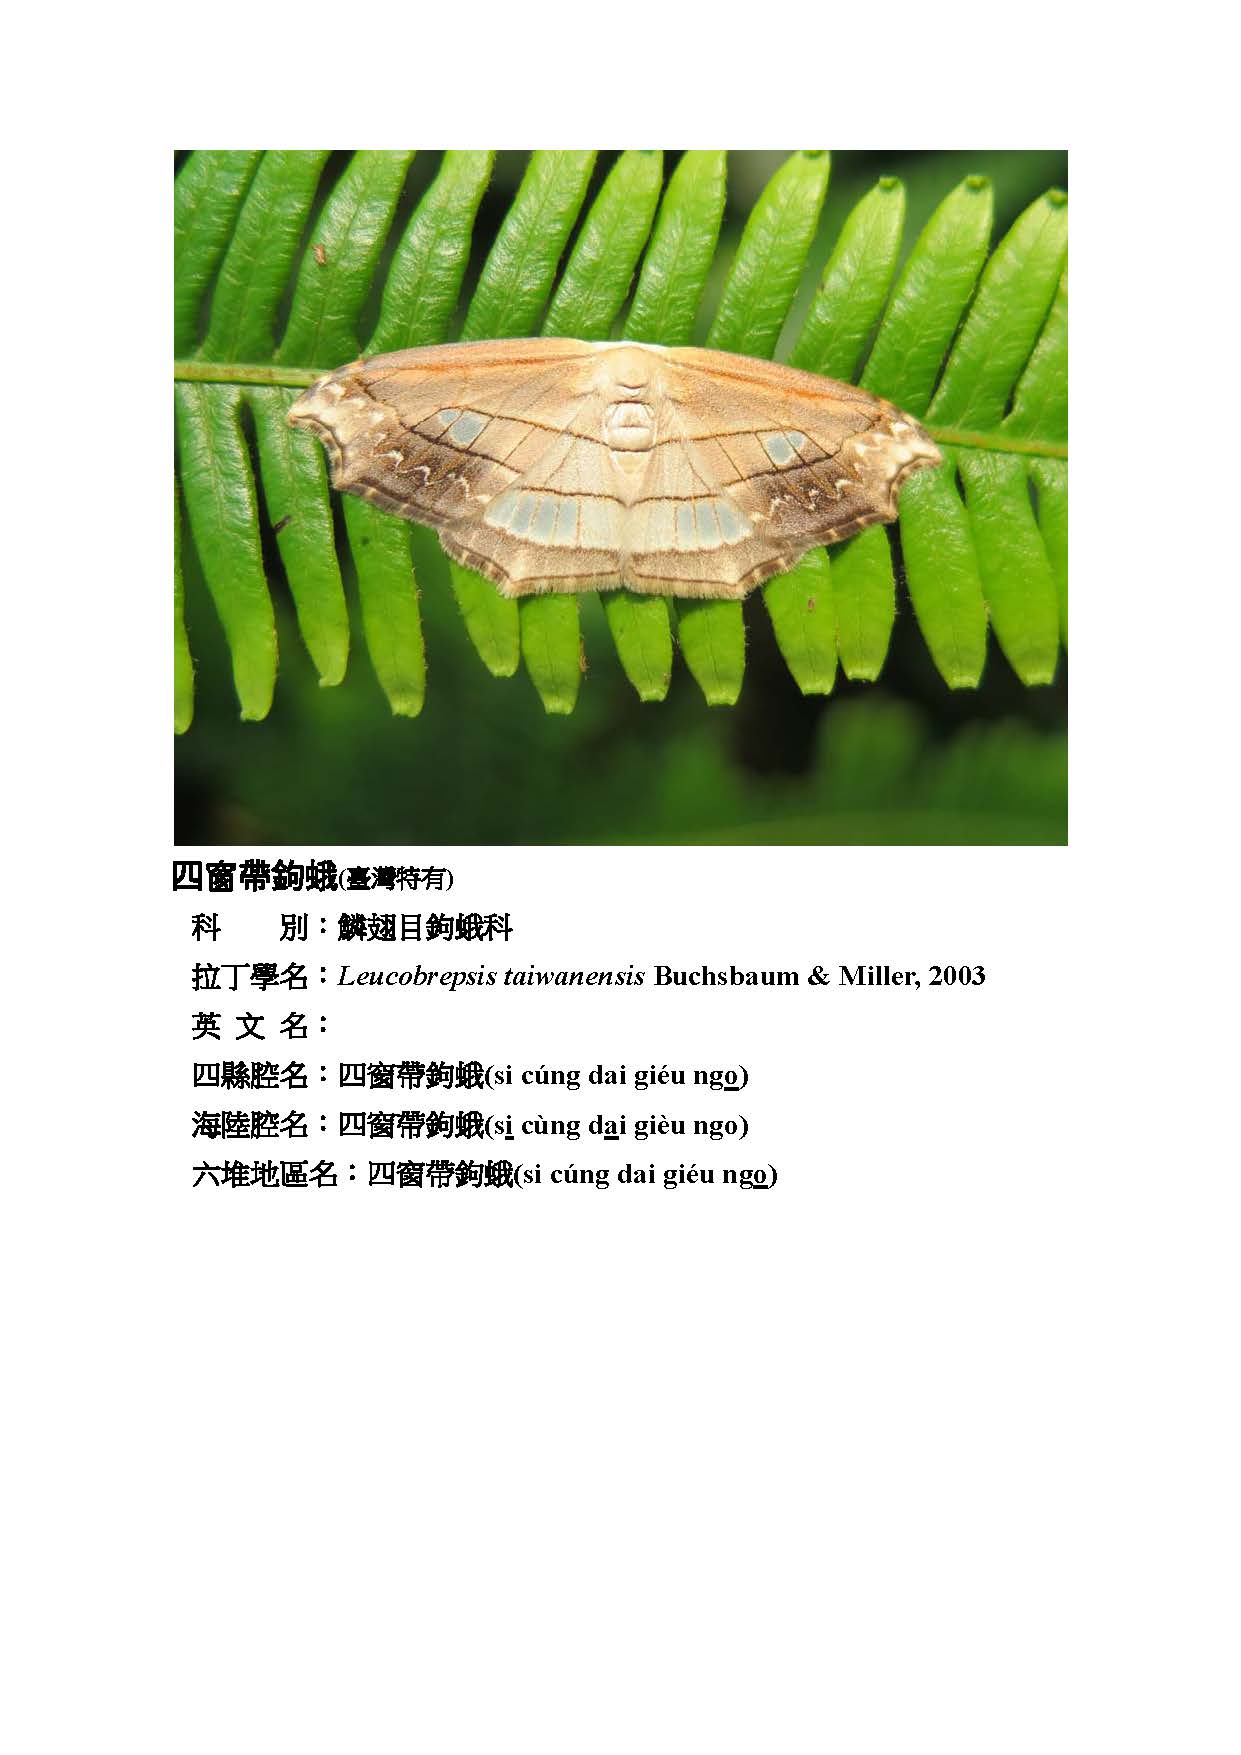 四窗帶鉤蛾(臺灣特有)
科　　別：鱗翅目鉤蛾科
拉丁學名：Leucobrepsis taiwanensis Buchsbaum & Miller, 2003
英 文 名：
四縣腔名：四窗帶鉤蛾(si cúng dai giéu ngo)
海陸腔名：四窗帶鉤蛾(si cùng dai gièu ngo)
六堆地區名：四窗帶鉤蛾(si cúng dai giéu ngo)